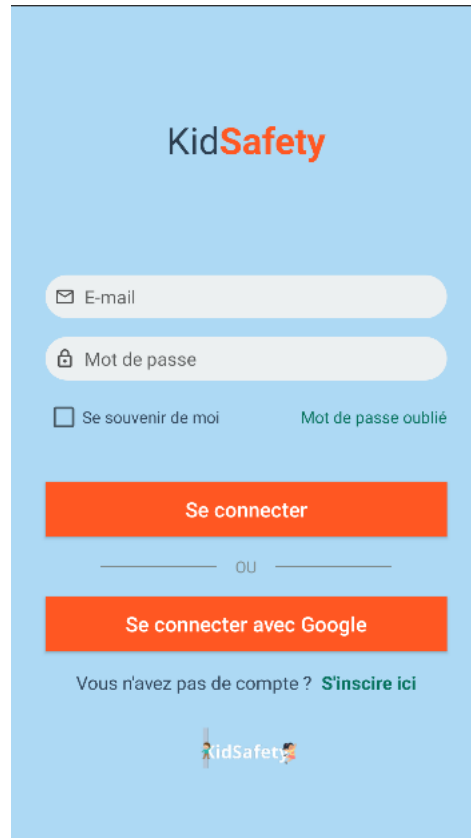 KidSafety
E-mail
Mot de passe
Se souvenir de moi Mot de passe oublié
Se connecter
OU
Se connecter avec Google
Vous n'avez pas de compte ? S'inscire ici
KidSafety